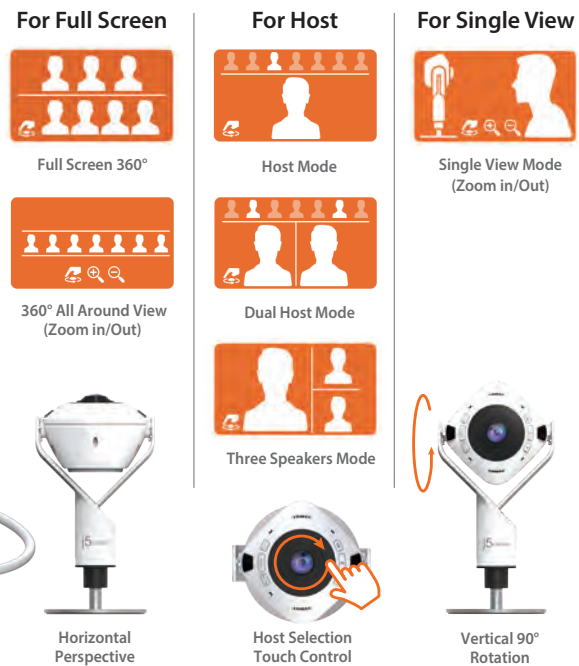 For Full Screen
Full Screen 360°
360° All Around View
(Zoom in/Out)
Horizontal
Perspective
For Host
Host Mode
Dual Host Mode
Three Speakers Mode
Host Selection
Touch Control
For Single View
Single View Mode
(Zoom in/Out)
Vertical 90°
Rotation